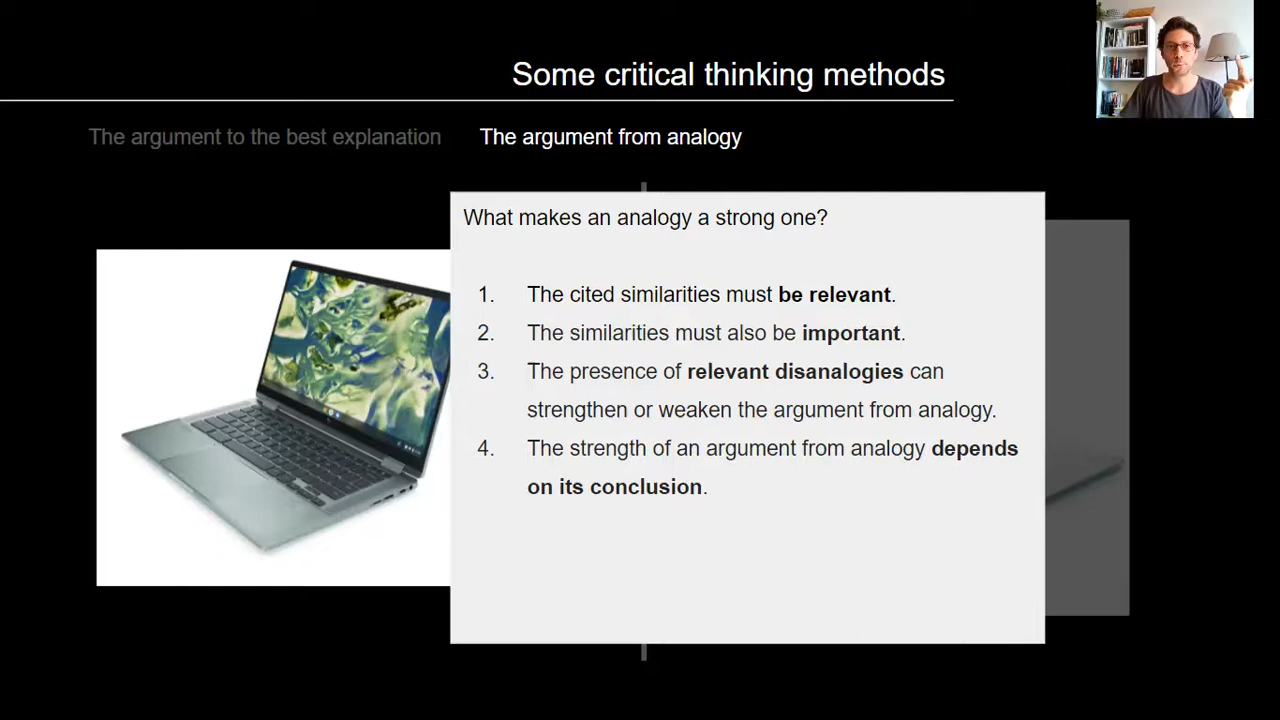 Some critical thinking methods
The argument to the best explanation
The argument from analogy
What makes an analogy a strong one?
1. The cited similarities must be relevant.
2. The similarities must also be important.
3. The presence of relevant disanalogies can
strengthen or weaken the argument from analogy.
4. The strength of an argument from analogy depends
on its conclusion.